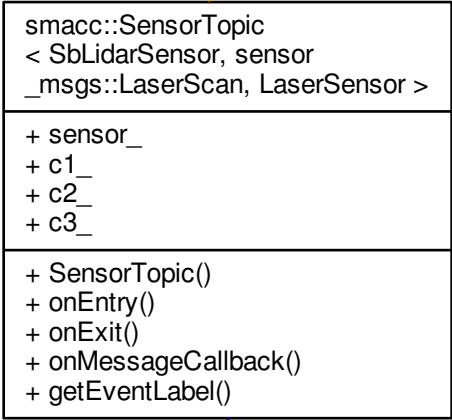 smacc::SensorTopic
< SbLidarSensor, sensor
_msgs::LaserScan, LaserSensor >
+ sensor_
+ c1_
+ c2_
+ c3_
+ SensorTopic()
+ onEntry()
+ onExit()
+ onMessageCallback()
+ getEventLabel()